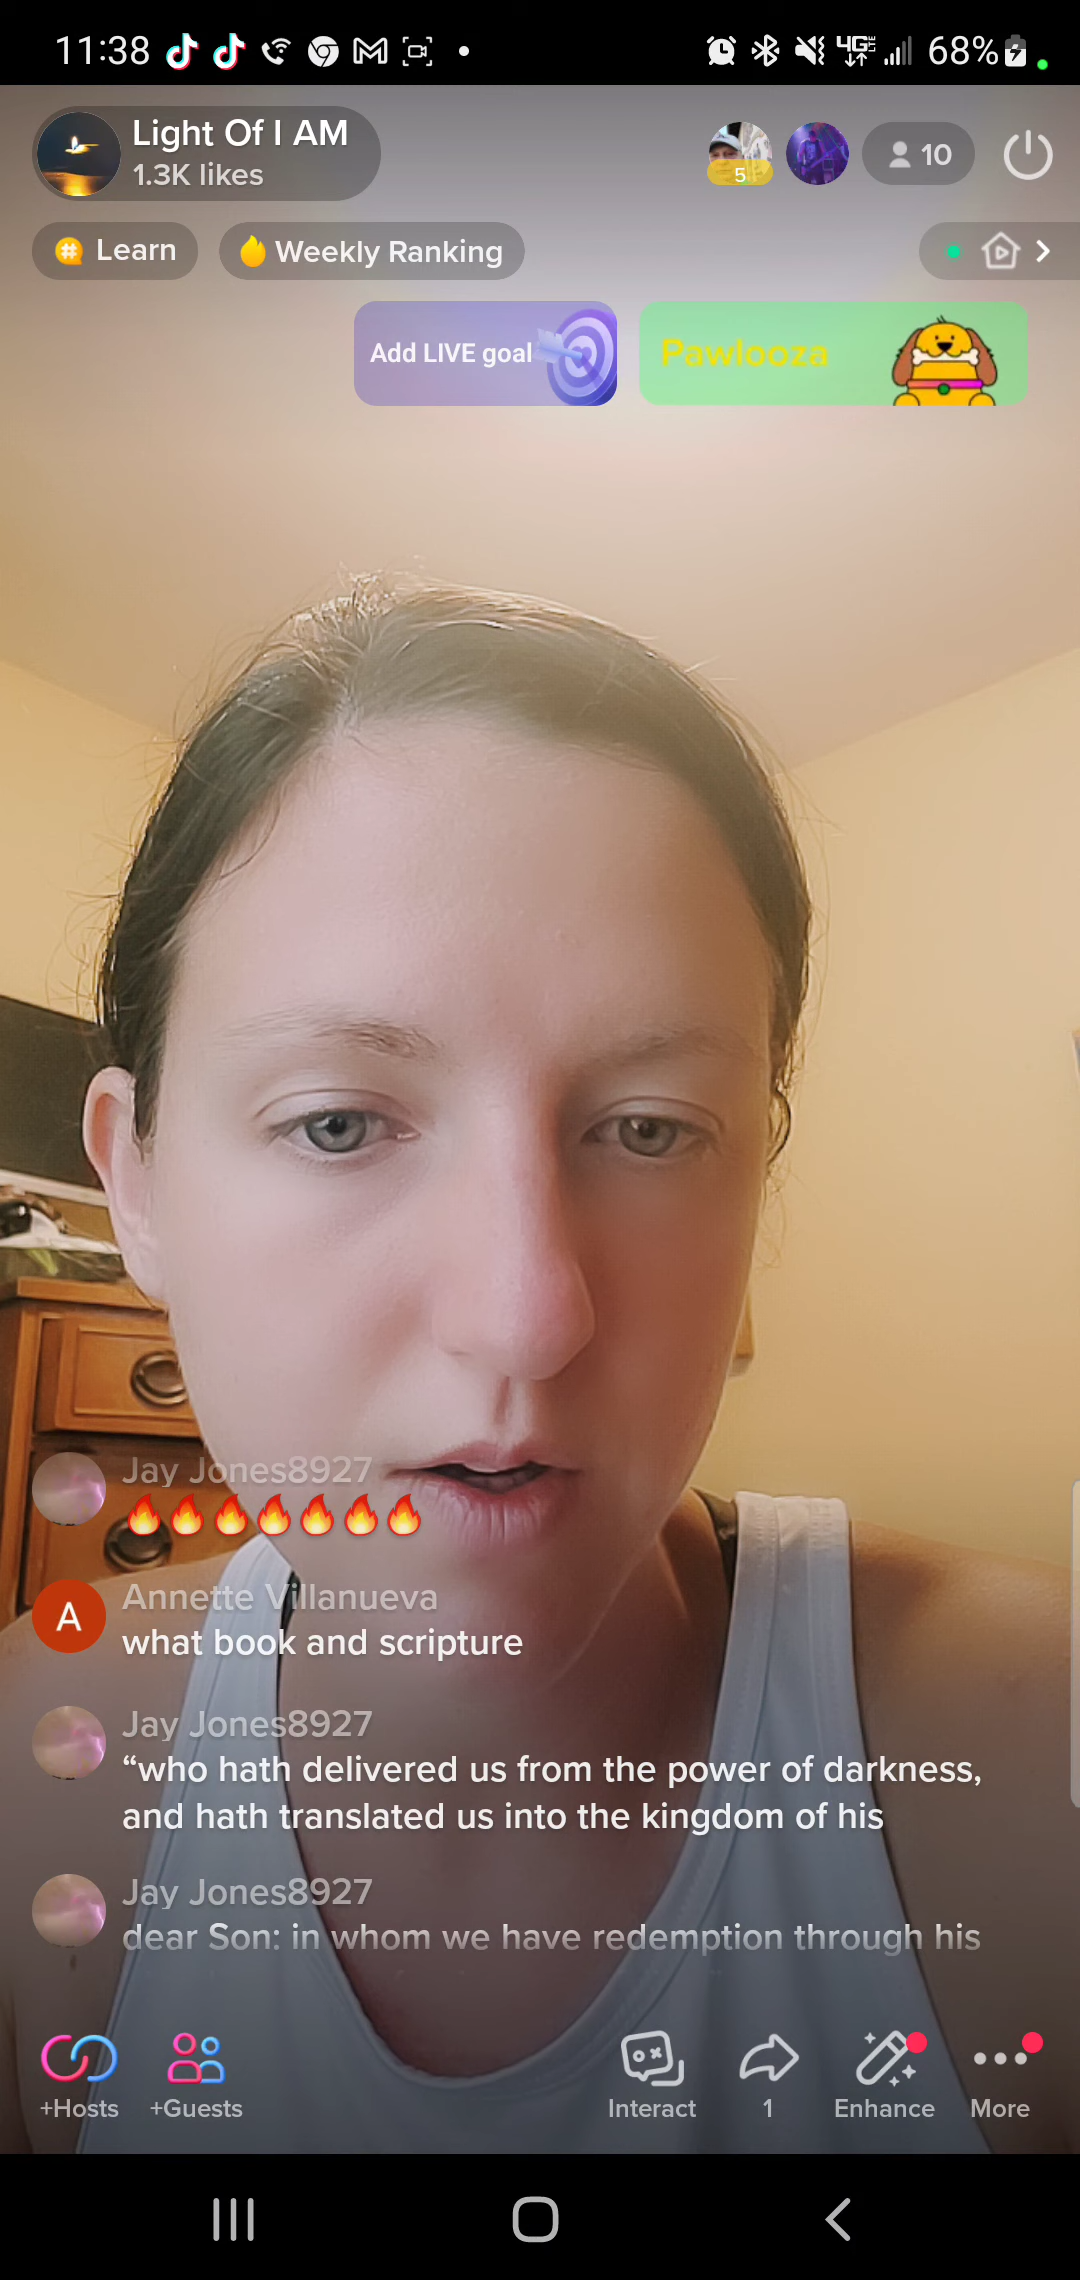 11:38 4G LTE 68%
Light Of I AM
1.3K likes
5
10
Learn
Weekly Ranking
Add LIVE goal
Pawlooza
Jay Jones8927
🔥🔥🔥🔥🔥🔥🔥
A
Annette Villanueva
what book and scripture
Jay Jones8927
“who hath delivered us from the power of darkness,
and hath translated us into the kingdom of his
Jay Jones8927
dear Son: in whom we have redemption through his
+Hosts +Guests Interact 1 Enhance More